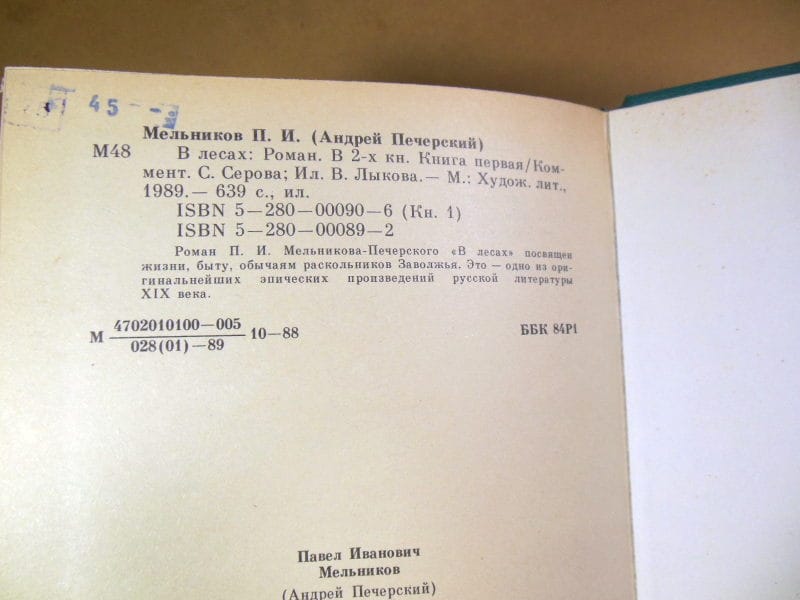 45 -
Мельников П. И. (Андрей Печерский)
М48 В лесах: Роман. В 2-х кн. Книга первая/Ком-
мент. С. Серова; Ил. В. Лыкова.— М.: Худож. лит.,
1989.— 639 с., ил.
ISBN 5—280—00090—6 (Кн. 1)
ISBN 5—280—00089—2
Роман П. И. Мельникова-Печерского «В лесах» посвящен
жизни, быту, обычаям раскольников Заволжья. Это — одно из ори-
гинальнейших эпических произведений русской литературы
XIX века.
4702010100—005
М 10—88 ББК 84Р1
028(01)—89
Павел Иванович
Мельников
(Андрей Печерский)